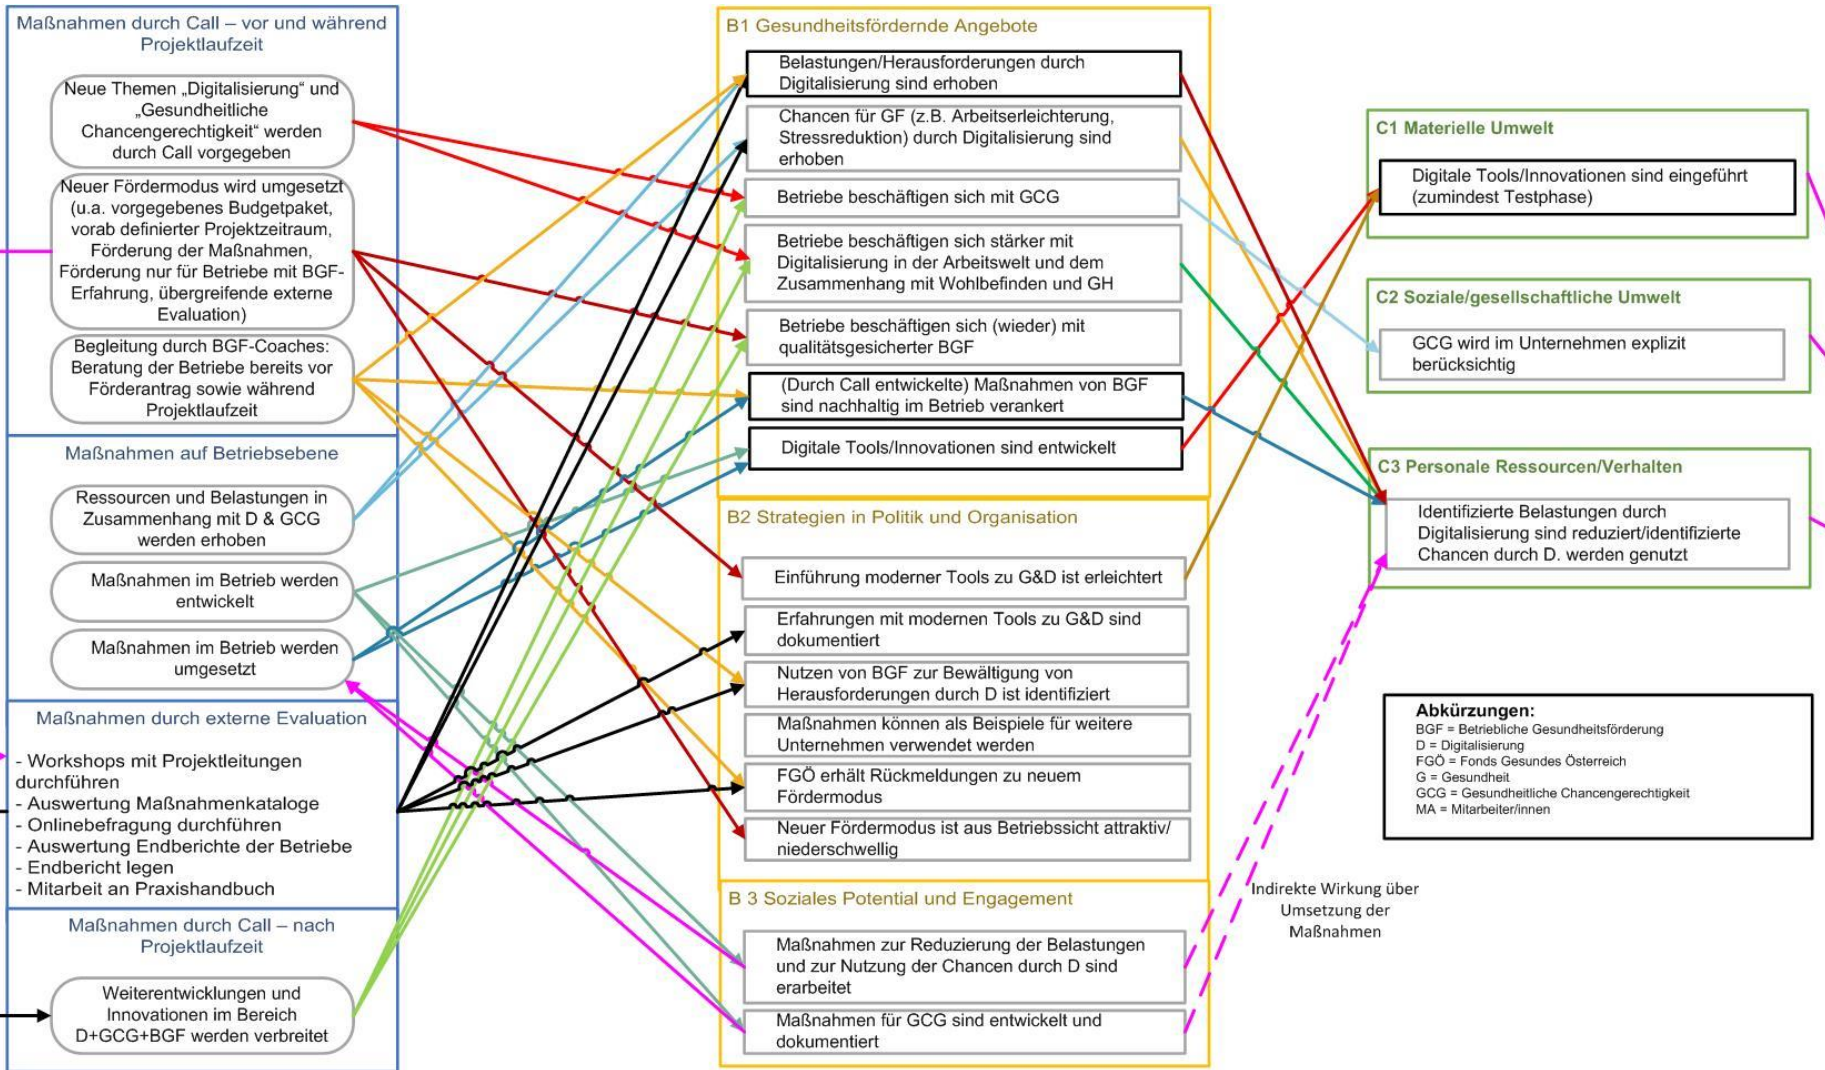 Maßnahmen durch Call – vor und während
Projektlaufzeit
Neue Themen „Digitalisierung“ und
„Gesundheitliche
Chancengerechtigkeit“ werden
durch Call vorgegeben
Neuer Fördermodus wird umgesetzt
(u.a. vorgegebenes Budgetpaket,
vorab definierter Projektzeitraum,
Förderung der Maßnahmen,
Förderung nur für Betriebe mit BGF-
Erfahrung, übergreifende externe
Evaluation)
Begleitung durch BGF-Coaches:
Beratung der Betriebe bereits vor
Förderantrag sowie während
Projektlaufzeit
Maßnahmen auf Betriebsebene
Ressourcen und Belastungen in
Zusammenhang mit D & GCG
werden erhoben
Maßnahmen im Betrieb werden
entwickelt
Maßnahmen im Betrieb werden
umgesetzt
Maßnahmen durch externe Evaluation
- Workshops mit Projektleitungen
durchführen
- Auswertung Maßnahmenkataloge
- Onlinebefragung durchführen
- Auswertung Endberichte der Betriebe
- Endbericht legen
- Mitarbeit an Praxishandbuch
Maßnahmen durch Call – nach
Projektlaufzeit
Weiterentwicklungen und
Innovationen im Bereich
D+GCG+BGF werden verbreitet
B1 Gesundheitsfördernde Angebote
Belastungen/Herausforderungen durch
Digitalisierung sind erhoben
Chancen für GF (z.B. Arbeitserleichterung,
Stressreduktion) durch Digitalisierung sind
erhoben
Betriebe beschäftigen sich mit GCG
Betriebe beschäftigen sich stärker mit
Digitalisierung in der Arbeitswelt und dem
Zusammenhang mit Wohlbefinden und GH
Betriebe beschäftigen sich (wieder) mit
qualitätsgesicherter BGF
(Durch Call entwickelte) Maßnahmen von BGF
sind nachhaltig im Betrieb verankert
Digitale Tools/Innovationen sind entwickelt
B2 Strategien in Politik und Organisation
Einführung moderner Tools zu G&D ist erleichtert
Erfahrungen mit modernen Tools zu G&D sind
dokumentiert
Nutzen von BGF zur Bewältigung von
Herausforderungen durch D ist identifiziert
Maßnahmen können als Beispiele für weitere
Unternehmen verwendet werden
FGÖ erhält Rückmeldungen zu neuem
Fördermodus
Neuer Fördermodus ist aus Betriebssicht attraktiv/
niederschwellig
B 3 Soziales Potential und Engagement
Maßnahmen zur Reduzierung der Belastungen
und zur Nutzung der Chancen durch D sind
erarbeitet
Maßnahmen für GCG sind entwickelt und
dokumentiert
C1 Materielle Umwelt
Digitale Tools/Innovationen sind eingeführt
(zumindest Testphase)
C2 Soziale/gesellschaftliche Umwelt
GCG wird im Unternehmen explizit
berücksichtig
C3 Personale Ressourcen/Verhalten
Identifizierte Belastungen durch
Digitalisierung sind reduziert/identifizierte
Chancen durch D. werden genutzt
Abkürzungen:
BGF = Betriebliche Gesundheitsförderung
D = Digitalisierung
FGÖ = Fonds Gesundes Österreich
G = Gesundheit
GCG = Gesundheitliche Chancengerechtigkeit
MA = Mitarbeiter/innen
Indirekte Wirkung über
Umsetzung der
Maßnahmen